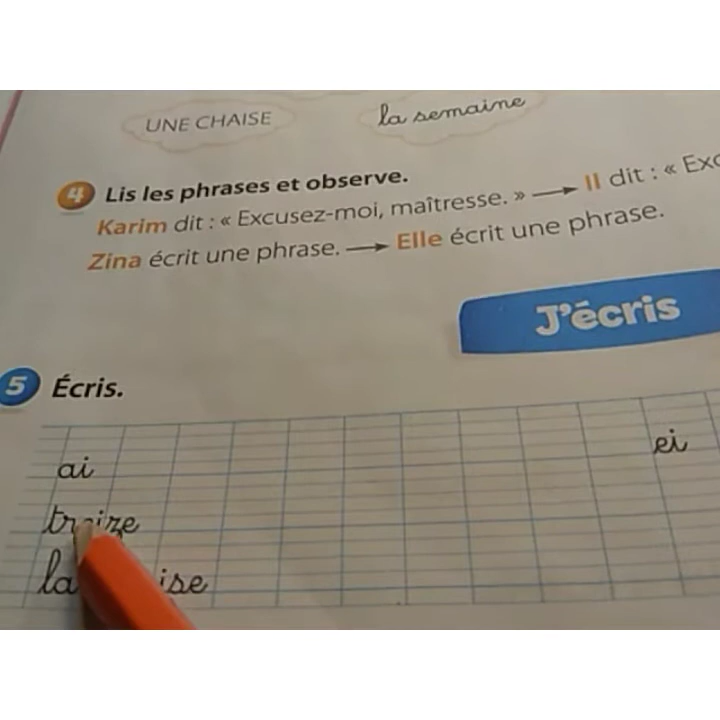 UNE CHAISE
la semaine
4 Lis les phrases et observe.
Karim dit : « Excusez-moi, maîtresse. » → Il dit : « Exc
Zina écrit une phrase. → Elle écrit une phrase.
J'écris
5 Écris.
ai
ei
treize
la